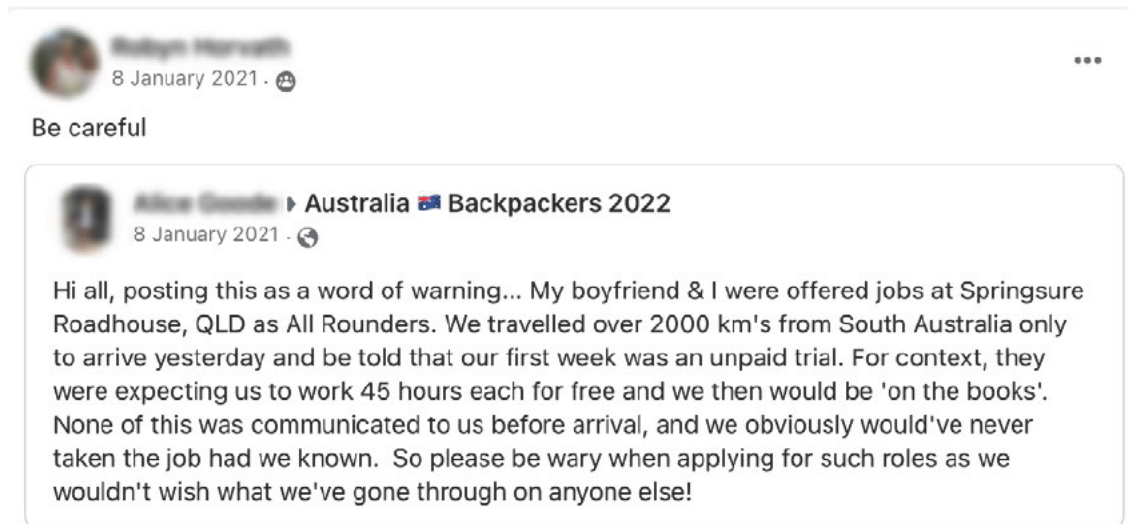 8 January 2021 ·
Be careful
Australia 🇦🇺 Backpackers 2022
8 January 2021 ·
Hi all, posting this as a word of warning... My boyfriend & I were offered jobs at Springsure
Roadhouse, QLD as All Rounders. We travelled over 2000 km's from South Australia only
to arrive yesterday and be told that our first week was an unpaid trial. For context, they
were expecting us to work 45 hours each for free and we then would be 'on the books'.
None of this was communicated to us before arrival, and we obviously would've never
taken the job had we known.  So please be wary when applying for such roles as we
wouldn't wish what we've gone through on anyone else!